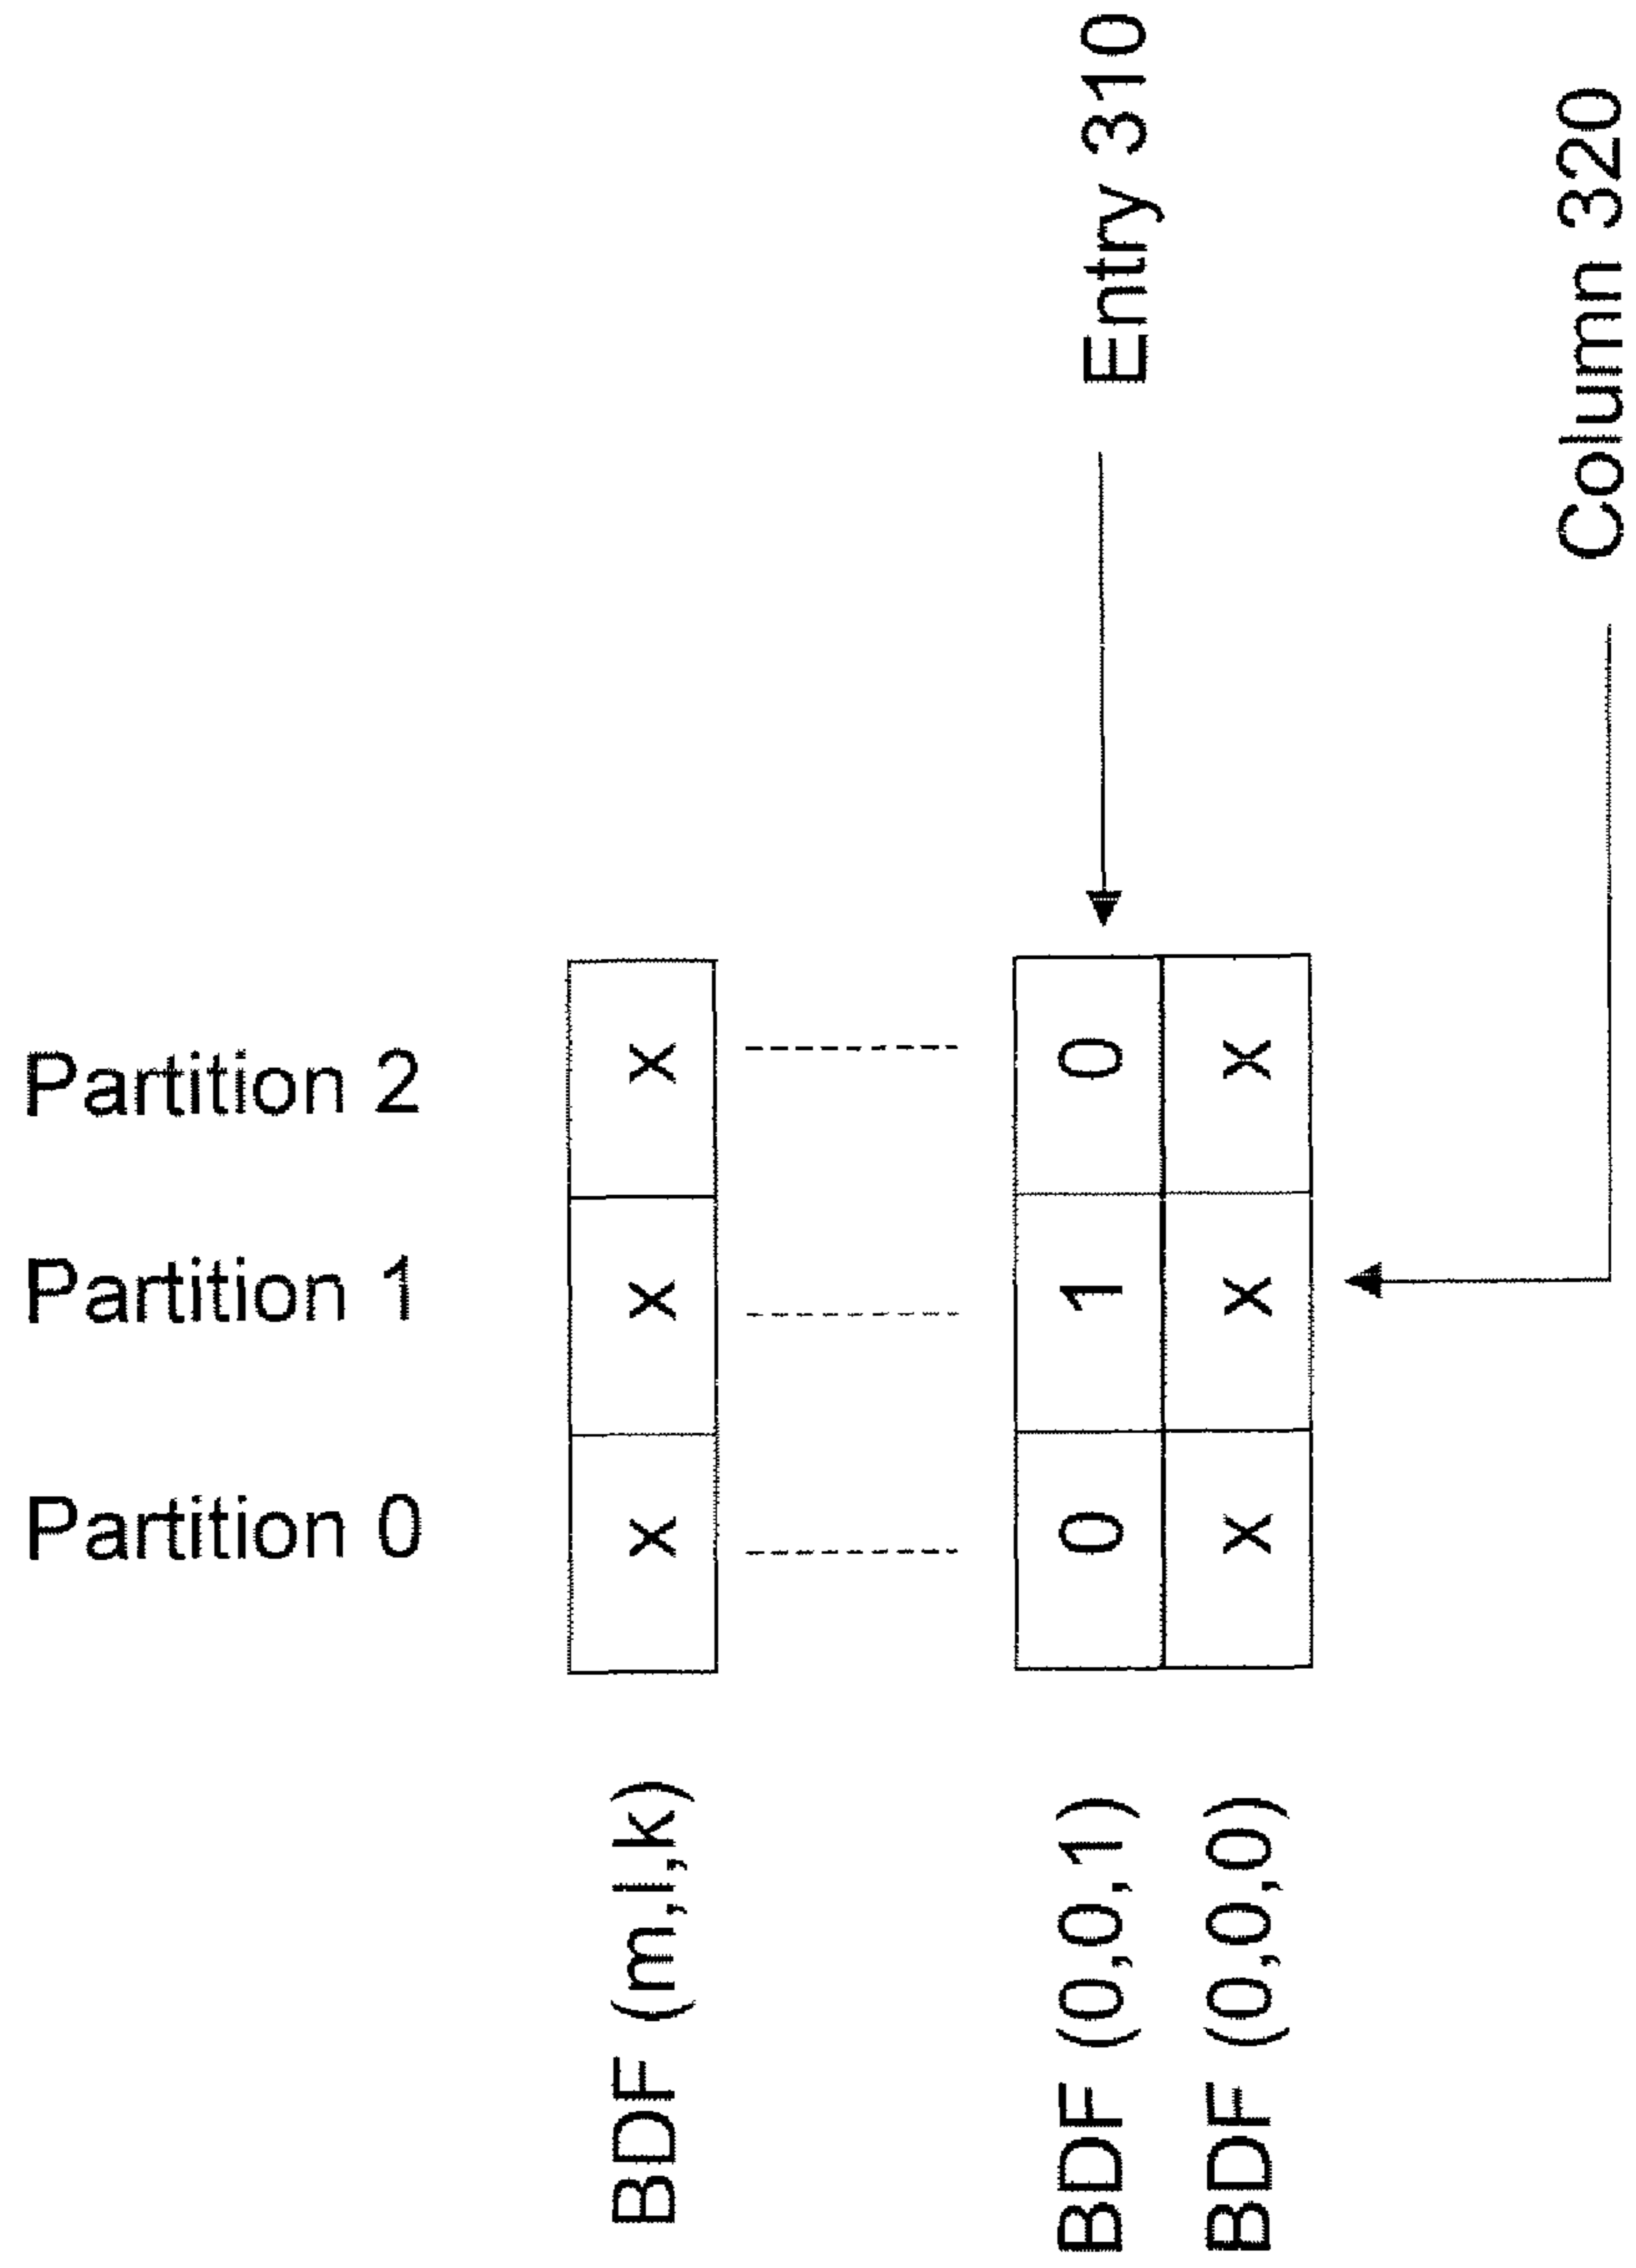 Partition 0
Partition 1
Partition 2
BDF (m,l,k)
x
x
x
BDF (0,0,1)
0
1
0
Entry 310
BDF (0,0,0)
x
x
x
Column 320